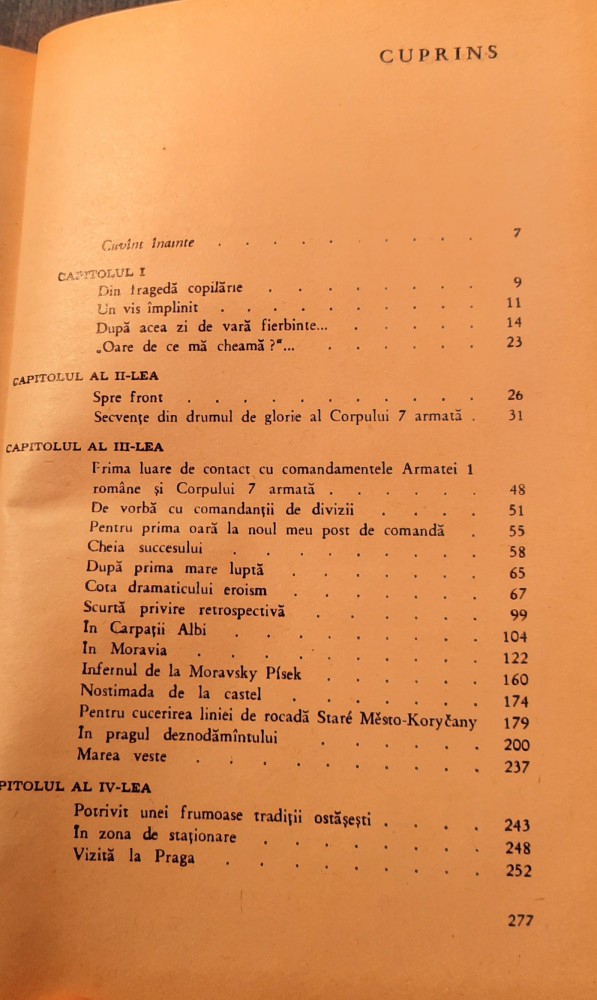 CUPRINS
Cuvînt înainte . . . . . . . . . . 7
CAPITOLUL I
Din fragedă copilărie . . . . . . . . 9
Un vis împlinit . . . . . . . . . 11
După acea zi de vară fierbinte... . . . . . 14
„Oare de ce mă cheamă?"... . . . . . . 23
CAPITOLUL AL II-LEA
Spre front . . . . . . . . . . . 26
Secvențe din drumul de glorie al Corpului 7 armată . 31
CAPITOLUL AL III-LEA
Prima luare de contact cu comandamentele Armatei 1
române și Corpului 7 armată . . . . . . 48
De vorbă cu comandanții de divizii . . . . 51
Pentru prima oară la noul meu post de comandă . 55
Cheia succesului . . . . . . . . . 58
După prima mare luptă . . . . . . . 65
Cota dramaticului eroism . . . . . . 67
Scurtă privire retrospectivă . . . . . . 99
În Carpații Albi . . . . . . . . . 104
În Moravia . . . . . . . . . . 122
Infernul de la Moravsky Písek . . . . . 160
Nostimada de la castel . . . . . . . 174
Pentru cucerirea liniei de rocadă Staré Město-Koryčany 179
În pragul deznodămîntului . . . . . . 200
Marea veste . . . . . . . . . . 237
PITOLUL AL IV-LEA
Potrivit unei frumoase tradiții ostășești . . . . 243
În zona de staționare . . . . . . . 248
Vizită la Praga . . . . . . . . . 252
277